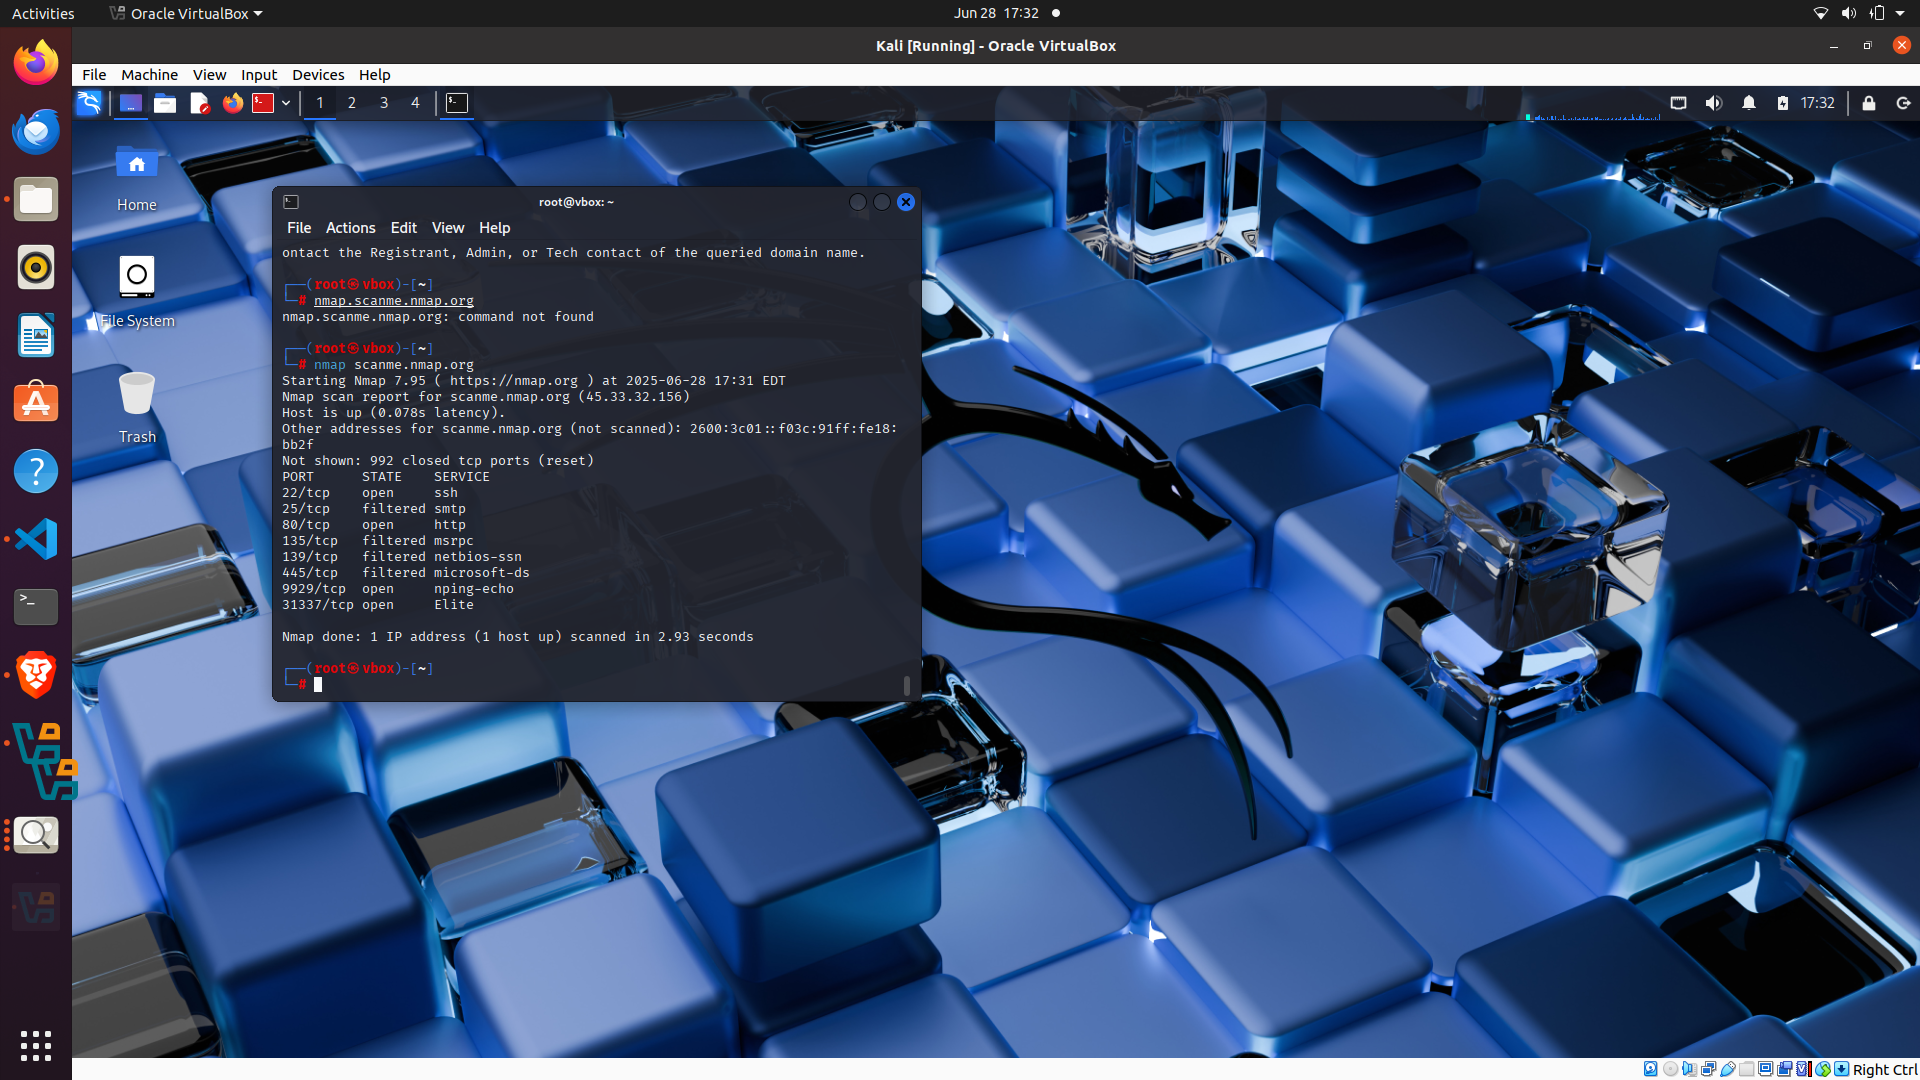 Activities
Oracle VirtualBox
Jun 28 17:32
Kali [Running] - Oracle VirtualBox
File Machine View Input Devices Help
1 2 3 4
17:32
Home
File System
Trash
root@vbox: ~
File Actions Edit View Help
ontact the Registrant, Admin, or Tech contact of the queried domain name.
┌──(root㉿vbox)-[~]
└─# nmap.scanme.nmap.org
nmap.scanme.nmap.org: command not found
┌──(root㉿vbox)-[~]
└─# nmap scanme.nmap.org
Starting Nmap 7.95 ( https://nmap.org ) at 2025-06-28 17:31 EDT
Nmap scan report for scanme.nmap.org (45.33.32.156)
Host is up (0.078s latency).
Other addresses for scanme.nmap.org (not scanned): 2600:3c01::f03c:91ff:fe18:
bb2f
Not shown: 992 closed tcp ports (reset)
PORT      STATE    SERVICE
22/tcp    open     ssh
25/tcp    filtered smtp
80/tcp    open     http
135/tcp   filtered msrpc
139/tcp   filtered netbios-ssn
445/tcp   filtered microsoft-ds
9929/tcp  open     nping-echo
31337/tcp open     Elite
Nmap done: 1 IP address (1 host up) scanned in 2.93 seconds
┌──(root㉿vbox)-[~]
└─#
Right Ctrl